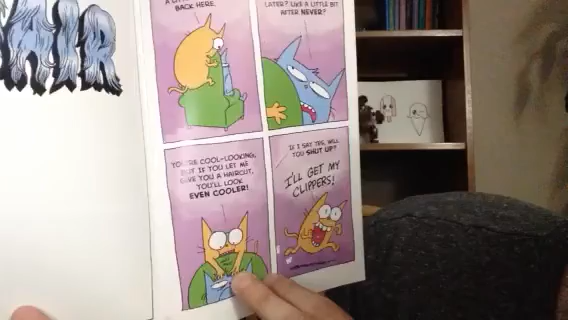 HAIR
BACK HERE.
LATER? LIKE A LITTLE BIT
AFTER NEVER?
YOU'RE COOL-LOOKING,
BUT IF YOU LET ME
GIVE YOU A HAIRCUT,
YOU'LL LOOK
EVEN COOLER!
IF I SAY YES, WILL
YOU SHUT UP?
I'LL GET MY
CLIPPERS!